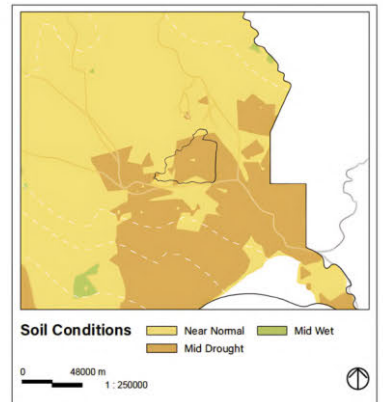 Soil Conditions
Near Normal
Mid Wet
Mid Drought
0 48000 m
1 : 250000